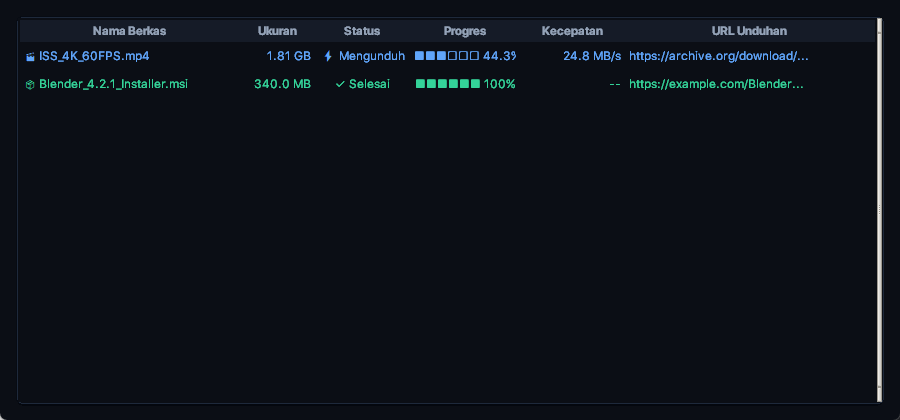 Nama Berkas Ukuran Status Progres Kecepatan URL Unduhan
ISS_4K_60FPS.mp4 1.81 GB Mengunduh 44.3% 24.8 MB/s https://archive.org/download/...
Blender_4.2.1_Installer.msi 340.0 MB ✓ Selesai 100% -- https://example.com/Blender...